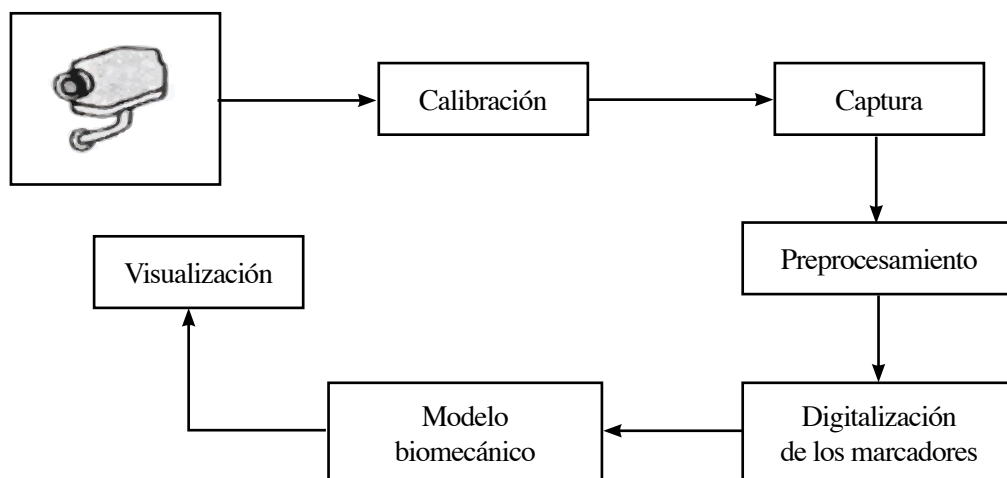 Calibración
Captura
Preprocesamiento
Digitalización
de los marcadores
Modelo
biomecánico
Visualización